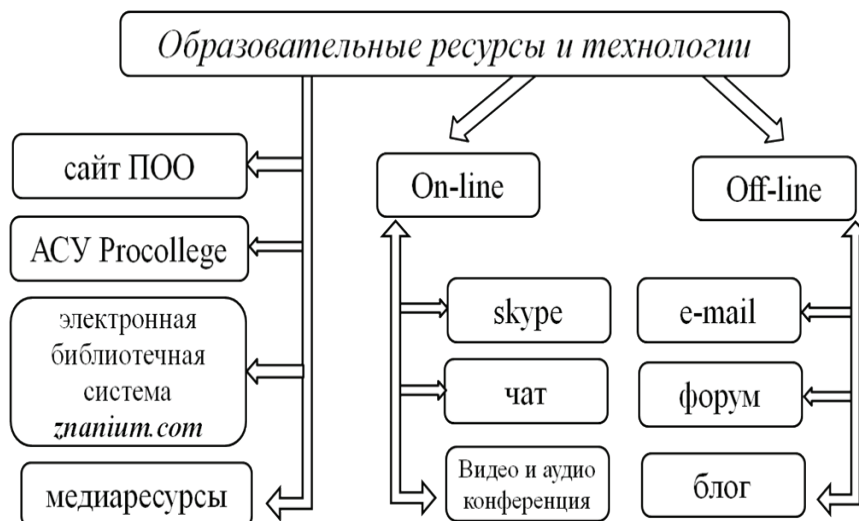 Образовательные ресурсы и технологии
сайт ПОО
АСУ Procollege
электронная
библиотечная
система
znanium.com
медиаресурсы
On-line
skype
чат
Видео и аудио
конференция
Off-line
e-mail
форум
блог